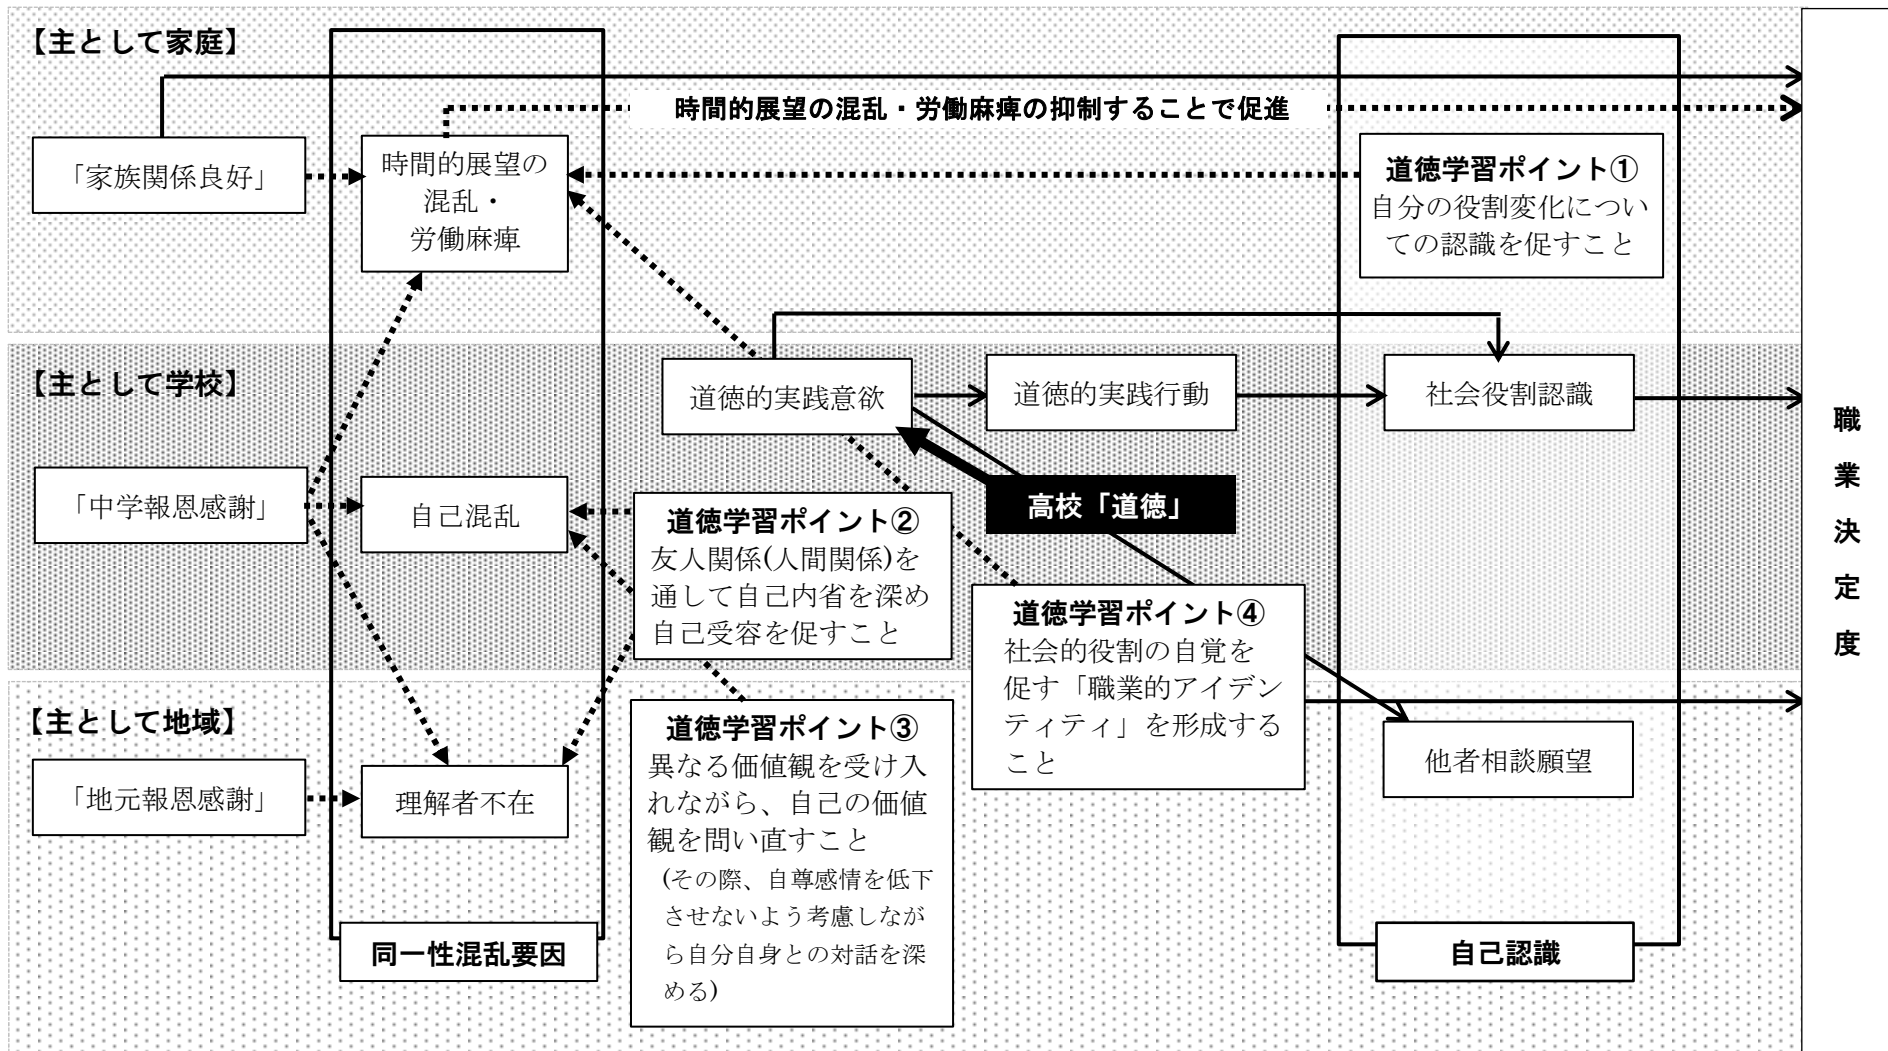 【主として家庭】
時間的展望の混乱・労働麻痺の抑制することで促進
「家族関係良好」
時間的展望の
混乱・
労働麻痺
道徳学習ポイント①
自分の役割変化につい
ての認識を促すこと
【主として学校】
道徳的実践意欲
道徳的実践行動
社会役割認識
「中学報恩感謝」
自己混乱
道徳学習ポイント②
友人関係(人間関係)を
通して自己内省を深め
自己受容を促すこと
高校「道徳」
道徳学習ポイント④
社会的役割の自覚を
促す「職業的アイデン
ティティ」を形成する
こと
【主として地域】
「地元報恩感謝」
理解者不在
道徳学習ポイント③
異なる価値観を受け入
れながら、自己の価値
観を問い直すこと
(その際、自尊感情を低下
させないよう考慮しなが
ら自分自身との対話を深
める)
他者相談願望
同一性混乱要因
自己認識
職業決定度